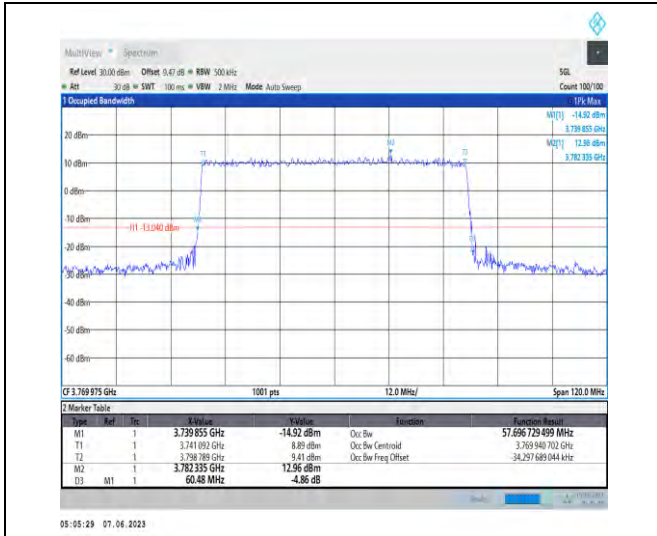 MultiView Spectrum
Ref Level 30.00 dBm Offset 9.47 dB RBW 500 kHz SGL
Att 30 dB SWT 100 ms VBW 2 MHz Mode Auto Sweep Count 100/100
1 Occupied Bandwidth 1Pk Max
M1[1] -14.92 dBm
3.739 855 GHz
M2[1] 12.96 dBm
3.782 335 GHz
20 dBm
10 dBm
0 dBm
-10 dBm
H1 -13.040 dBm
-20 dBm
-30 dBm
-40 dBm
-50 dBm
-60 dBm
CF 3.769 975 GHz 1001 pts 12.0 MHz/ Span 120.0 MHz
2 Marker Table
Type Ref Trc X-Value Y-Value Function Function Result
M1 1 3.739 855 GHz -14.92 dBm Occ Bw 57.696 729 499 MHz
T1 1 3.741 092 GHz 8.89 dBm Occ Bw Centroid 3.769 940 702 GHz
T2 1 3.798 789 GHz 9.41 dBm Occ Bw Freq Offset -34.297 689 044 kHz
M2 1 3.782 335 GHz 12.96 dBm
D3 M1 1 60.48 MHz -4.86 dB
05:05:29 07.06.2023